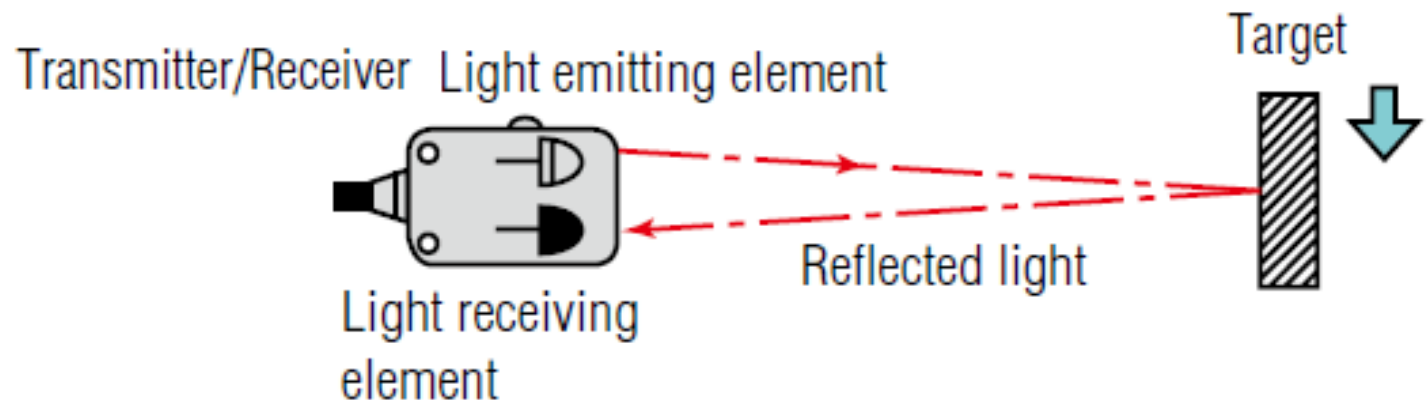 Target
Transmitter/Receiver
Light emitting element
Reflected light
Light receiving
element